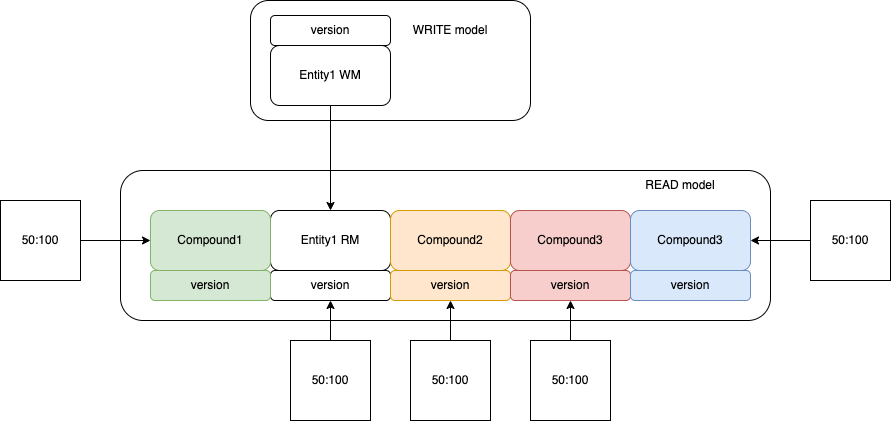 version
WRITE model
Entity1 WM
READ model
50:100
Compound1
Entity1 RM
Compound2
Compound3
Compound3
50:100
version
version
version
version
version
50:100
50:100
50:100